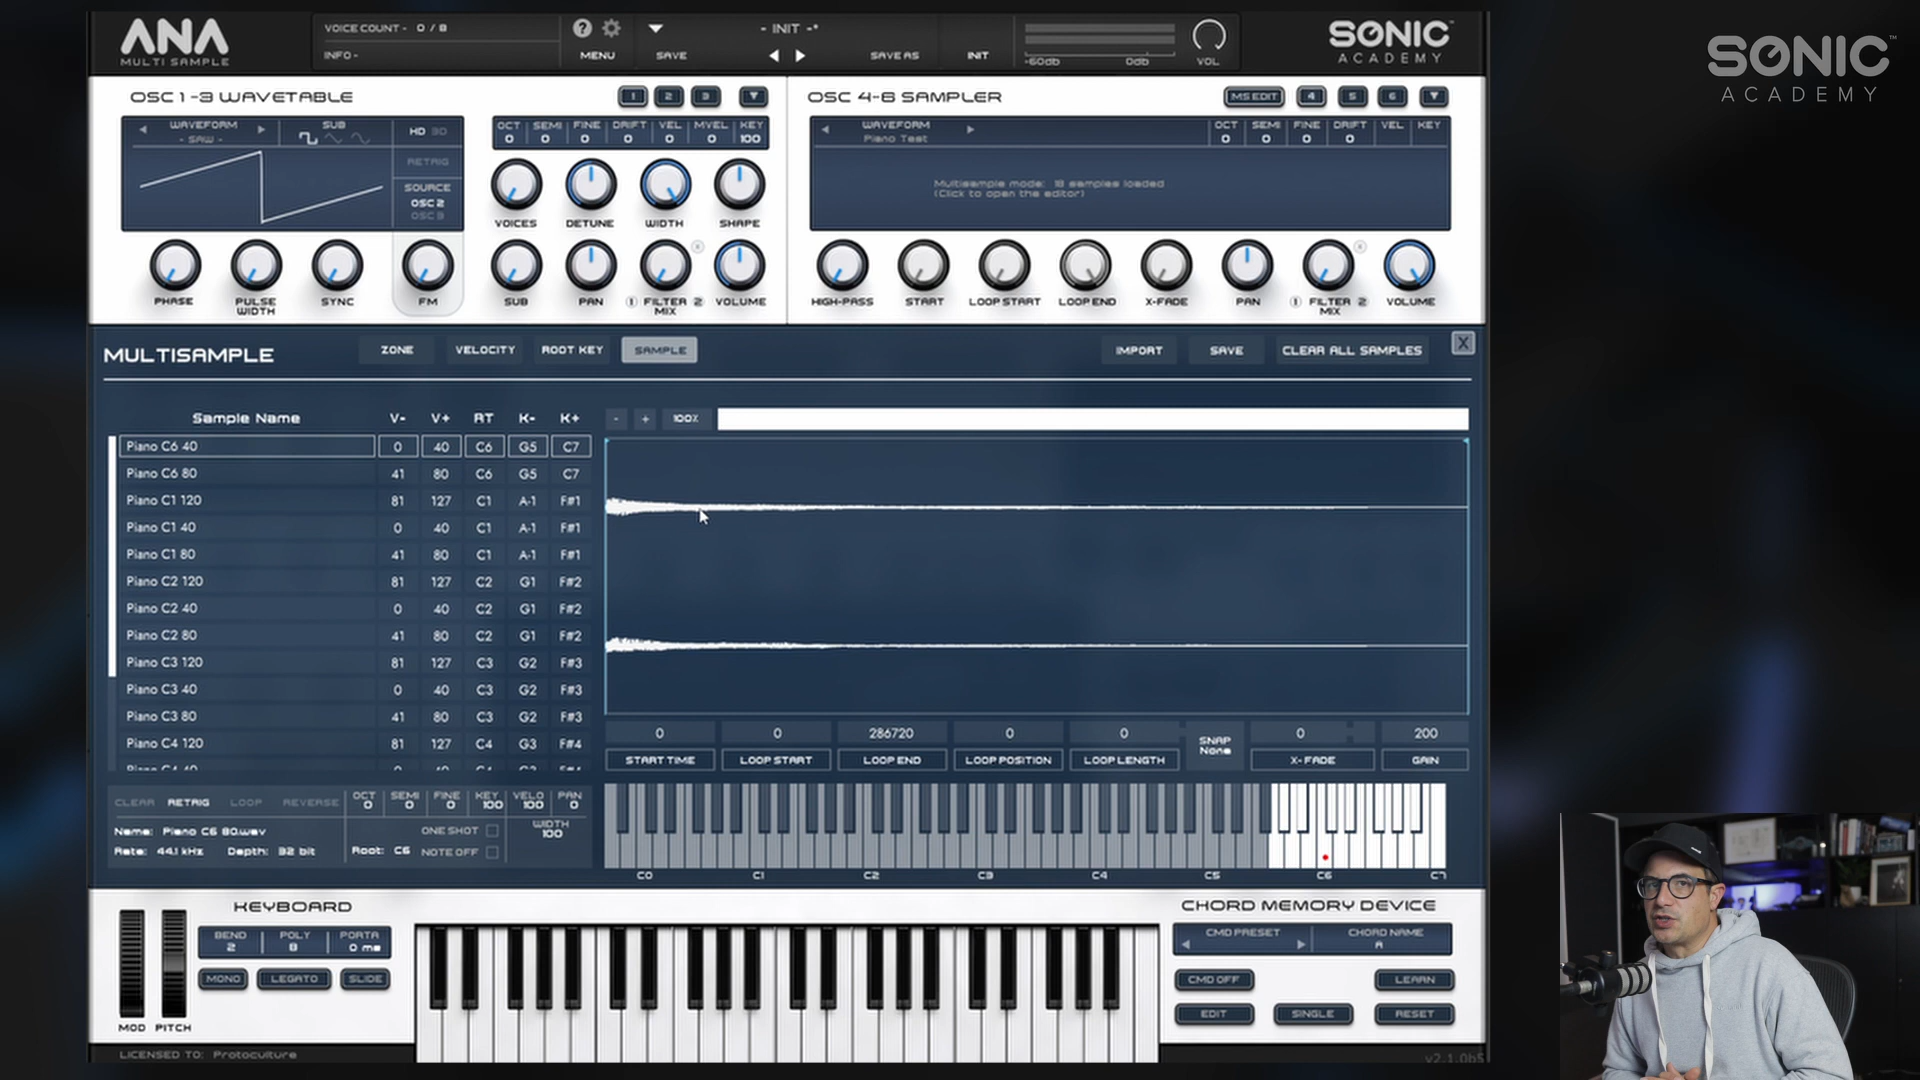 ANA
MULTI SAMPLE
VOICE COUNT - 0 / 8
INFO -
MENU
SAVE
- INIT -*
SAVE AS
INIT
-60db
0db
VOL
SONIC
ACADEMY
SONIC™
ACADEMY
OSC 1-3 WAVETABLE
1 2 3
WAVEFORM
- SAW -
SUB
HD 3D
RETRIG
SOURCE
OSC 2
OSC 3
OCT SEMI FINE DRIFT VEL MVEL KEY
0 0 0 0 0 0 100
VOICES DETUNE WIDTH SHAPE
PHASE PULSE WIDTH SYNC FM SUB PAN 1 FILTER 2 MIX VOLUME
OSC 4-6 SAMPLER
MS EDIT 4 5 6
WAVEFORM
Piano Test
OCT SEMI FINE DRIFT VEL KEY
0 0 0 0
Multisample mode: 18 samples loaded
(Click to open the editor)
HIGH-PASS START LOOP START LOOP END X-FADE PAN 1 FILTER 2 MIX VOLUME
MULTISAMPLE
ZONE VELOCITY ROOT KEY SAMPLE
IMPORT SAVE CLEAR ALL SAMPLES X
Sample Name V- V+ RT K- K+
- + 100%
Piano C6 40 0 40 C6 G5 C7
Piano C6 80 41 80 C6 G5 C7
Piano C1 120 81 127 C1 A-1 F#1
Piano C1 40 0 40 C1 A-1 F#1
Piano C1 80 41 80 C1 A-1 F#1
Piano C2 120 81 127 C2 G1 F#2
Piano C2 40 0 40 C2 G1 F#2
Piano C2 80 41 80 C2 G1 F#2
Piano C3 120 81 127 C3 G2 F#3
Piano C3 40 0 40 C3 G2 F#3
Piano C3 80 41 80 C3 G2 F#3
Piano C4 120 81 127 C4 G3 F#4
0 0 286720 0 0 SNAP None 0 200
START TIME LOOP START LOOP END LOOP POSITION LOOP LENGTH X-FADE GAIN
CLEAR RETRIG LOOP REVERSE
OCT SEMI FINE KEY VELO PAN
0 0 0 100 100 0
Name: Piano C6 80.wav
ONE SHOT
WIDTH
100
Rate: 44.1 kHz Depth: 32 bit
Root: C6
NOTE OFF
C0 C1 C2 C3 C4 C5 C6 C7
KEYBOARD
BEND POLY PORTA
2 8 0 ms
MONO LEGATO SLIDE
MOD PITCH
CHORD MEMORY DEVICE
CMD PRESET
CHORD NAME
A
CMD OFF
LEARN
EDIT SINGLE RESET
LICENSED TO: Protoculture